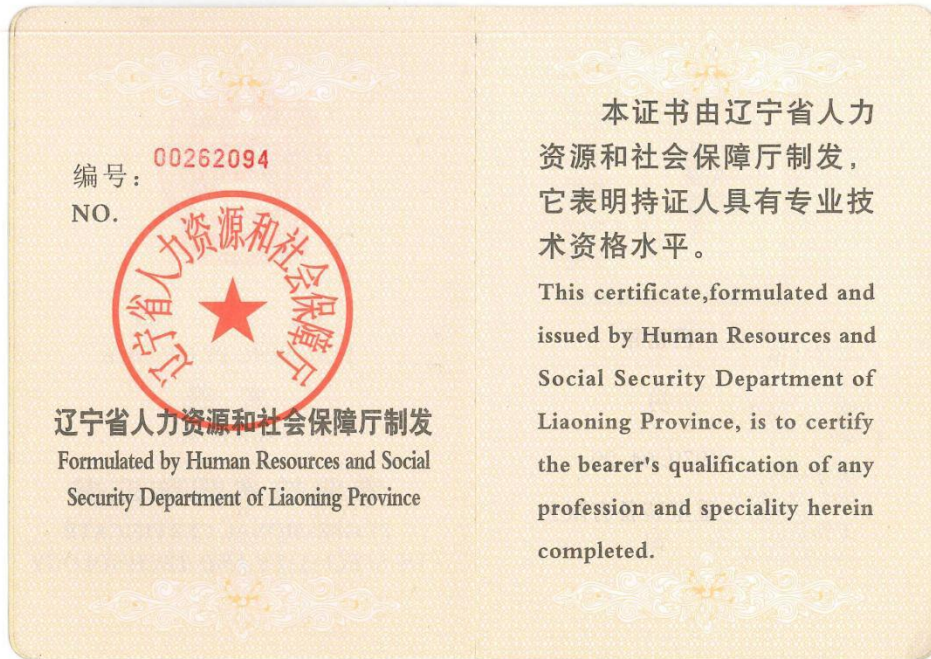 编号：00262094
NO.
辽宁省人力资源和社会保障厅
辽宁省人力资源和社会保障厅制发
Formulated by Human Resources and Social
Security Department of Liaoning Province
本证书由辽宁省人力
资源和社会保障厅制发，
它表明持证人具有专业技
术资格水平。
This certificate,formulated and
issued by Human Resources and
Social Security Department of
Liaoning Province, is to certify
the bearer's qualification of any
profession and speciality herein
completed.